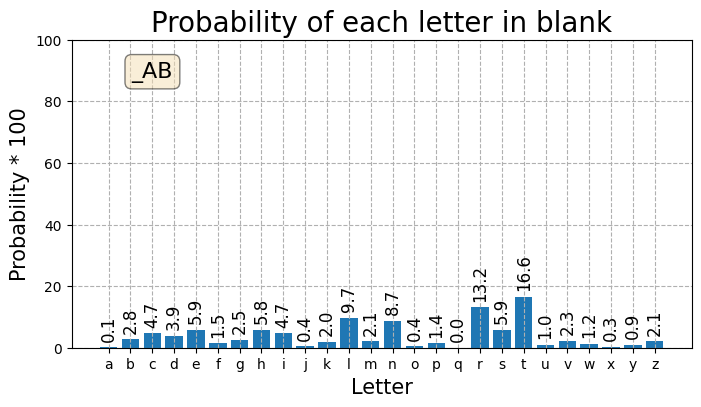 Probability of each letter in blank
Probability * 100
100
80
60
40
20
0
_AB
0.1 2.8 4.7 3.9 5.9 1.5 2.5 5.8 4.7 0.4 2.0 9.7 2.1 8.7 0.4 1.4 0.0 13.2 5.9 16.6 1.0 2.3 1.2 0.3 0.9 2.1
a b c d e f g h i j k l m n o p q r s t u v w x y z
Letter